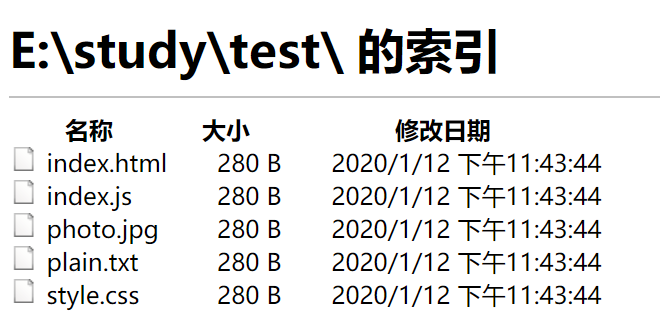 E:\study\test\ 的索引
名称 大小 修改日期
index.html 280 B 2020/1/12 下午11:43:44
index.js 280 B 2020/1/12 下午11:43:44
photo.jpg 280 B 2020/1/12 下午11:43:44
plain.txt 280 B 2020/1/12 下午11:43:44
style.css 280 B 2020/1/12 下午11:43:44